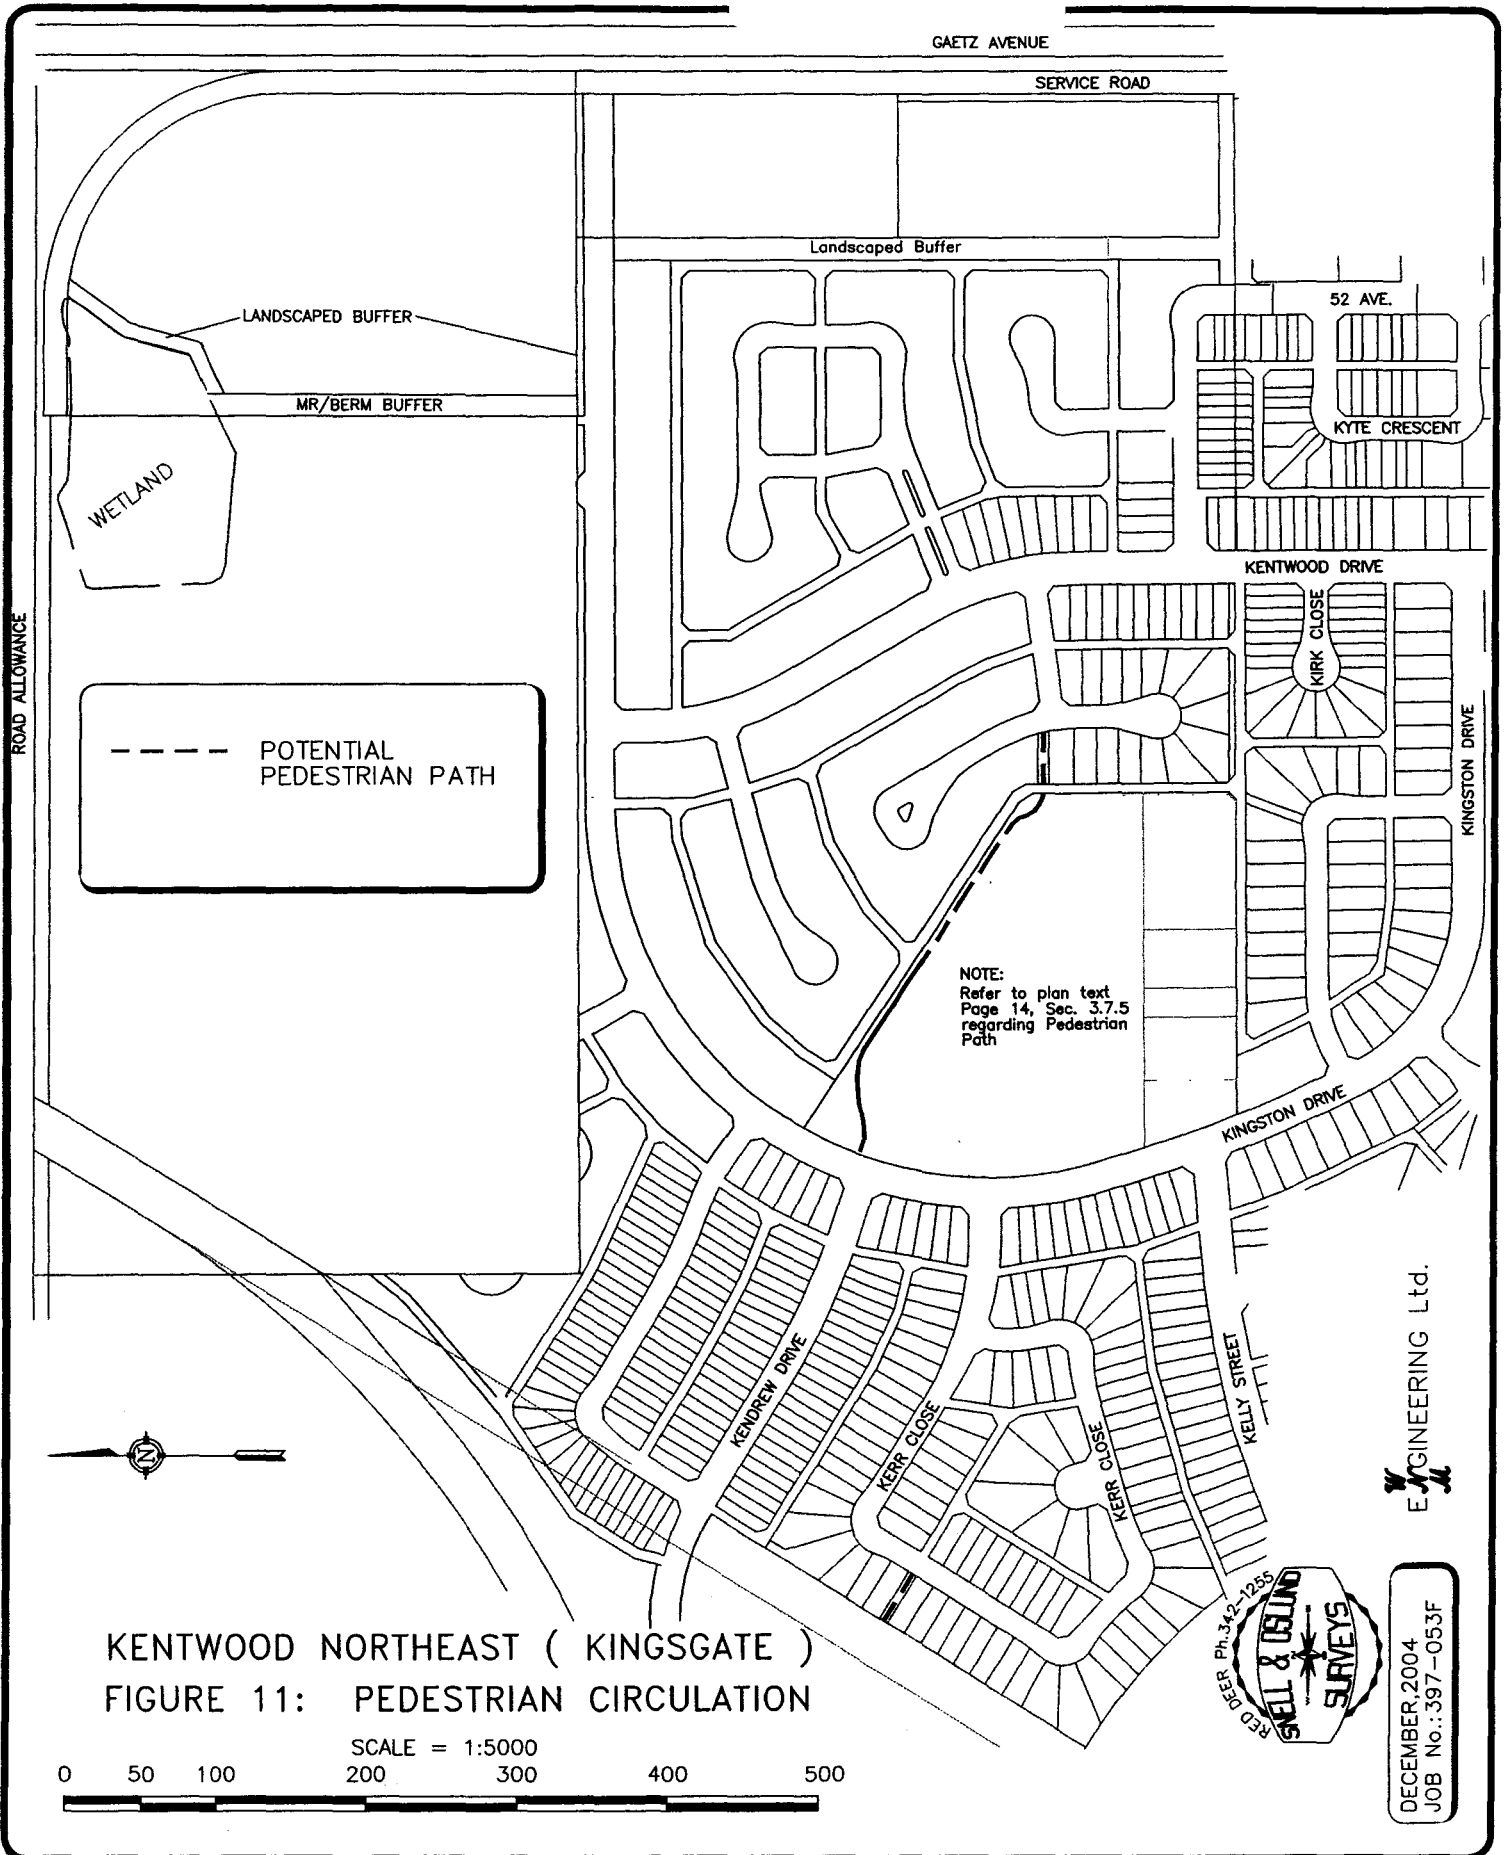 GAETZ AVENUE
SERVICE ROAD
Landscaped Buffer
52 AVE.
LANDSCAPED BUFFER
MR/BERM BUFFER
KYTE CRESCENT
WETLAND
KENTWOOD DRIVE
KIRK CLOSE
ROAD ALLOWANCE
KINGSTON DRIVE
POTENTIAL
PEDESTRIAN PATH
NOTE:
Refer to plan text
Page 14, Sec. 3.7.5
regarding Pedestrian
Path
KINGSTON DRIVE
KENDREW DRIVE
KERR CLOSE
KERR CLOSE
KELLY STREET
N
ENGINEERING Ltd.
RED DEER Ph.342-1255
SNELL & OSLUND
SURVEYS
DECEMBER,2004
JOB No.:397-053F
KENTWOOD NORTHEAST ( KINGSGATE )
FIGURE 11: PEDESTRIAN CIRCULATION
SCALE = 1:5000
0 50 100 200 300 400 500